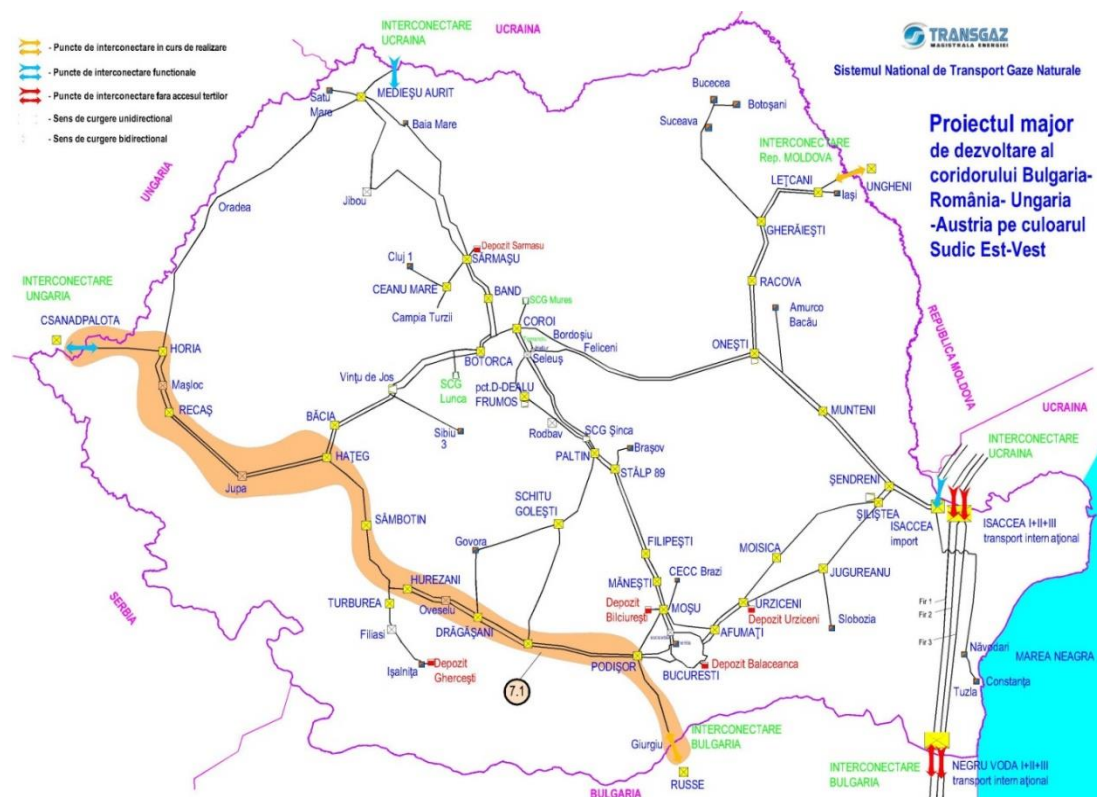 INTERCONECTARE
UCRAINA
UCRAINA
TRANSGAZ
MAGISTRALA ENERGIEI
Sistemul National de Transport Gaze Naturale
- Puncte de interconectare in curs de realizare
- Puncte de interconectare functionale
- Puncte de interconectare fara accesul tertilor
- Sens de curgere unidirectional
- Sens de curgere bidirectional
Proiectul major
de dezvoltare al
coridorului Bulgaria-
România- Ungaria
-Austria pe culoarul
Sudic Est-Vest
MEDIEŞU AURIT
Satu
Mare
Baia Mare
Bucecea
Botoşani
Suceava
INTERCONECTARE
Rep. MOLDOVA
LEŢCANI
UNGHENI
Iaşi
UNGARIA
Jibou
Oradea
GHERĂIEŞTI
Depozit Sarmasu
SĂRMAŞU
Cluj 1
CEANU MARE
Campia Turzii
BAND
RACOVA
INTERCONECTARE
UNGARIA
CSANADPALOTA
SCG Mures
COROI
Bordoşiu
Feliceni
Amurco
Bacău
REPUBLICA MOLDOVA
HORIA
BOTORCA
Seleuş
ONEŞTI
Maşloc
Vinţu de Jos
SCG
Lunca
pct.D-DEALU
FRUMOS
RECAŞ
BĂCIA
Sibiu
3
Rodbav
SCG Şinca
Braşov
MUNTENI
UCRAINA
INTERCONECTARE
UCRAINA
HAŢEG
PALTIN
STÂLP 89
Jupa
ŞENDRENI
SCHITU
GOLEŞTI
ŞILIŞTEA
ISACCEA
import
ISACCEA I+II+III
transport internaţional
SÂMBOTIN
Govora
FILIPEŞTI
MOISICA
CECC Brazi
MĂNEŞTI
JUGUREANU
HUREZANI
Oveselu
TURBUREA
Depozit
Bilciureşti
MOŞU
URZICENI
Depozit Urziceni
Slobozia
Fir 1
Fir 2
Fir 3
SERBIA
Filiasi
DRĂGĂŞANI
AFUMAŢI
Işalniţa
Depozit
Gherceşti
PODIŞOR
BUCURESTI
Depozit Balaceanca
Năvodari
MAREA NEAGRA
Constanţa
Tuzla
7.1
Giurgiu
INTERCONECTARE
BULGARIA
RUSSE
BULGARIA
INTERCONECTARE
BULGARIA
NEGRU VODA I+II+III
transport internaţional